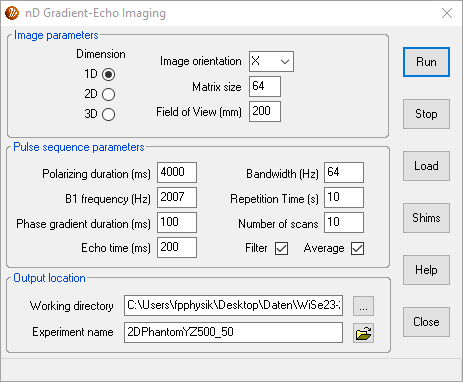 nD Gradient-Echo Imaging
Image parameters
Dimension
1D
2D
3D
Image orientation X
Matrix size 64
Field of View (mm) 200
Pulse sequence parameters
Polarizing duration (ms) 4000
B1 frequency (Hz) 2007
Phase gradient duration (ms) 100
Echo time (ms) 200
Bandwidth (Hz) 64
Repetition Time (s) 10
Number of scans 10
Filter Average
Output location
Working directory C:\Users\fpphysik\Desktop\Daten\WiSe23-2 ...
Experiment name 2DPhantomYZ500_50
Run
Stop
Load
Shims
Help
Close